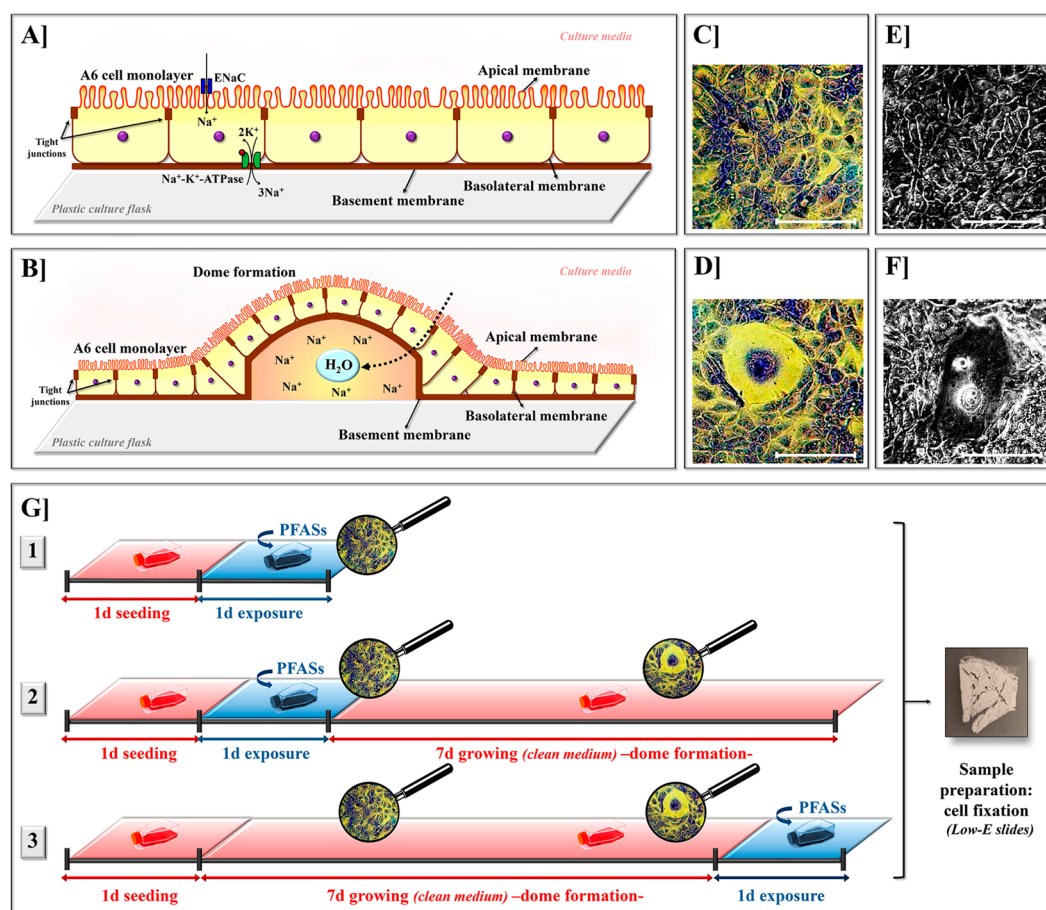 A]
Culture media
A6 cell monolayer
ENaC
Apical membrane
Na⁺
Tight
junctions
2K⁺
Na⁺-K⁺-ATPase
3Na⁺
Basolateral membrane
Basement membrane
Plastic culture flask
B]
Dome formation
Culture media
A6 cell monolayer
Apical membrane
Na⁺
Na⁺
Na⁺
H₂O
Na⁺
Na⁺
Na⁺
Na⁺
Tight
junctions
Basolateral membrane
Basement membrane
Plastic culture flask
C]
E]
D]
F]
G]
1
PFASs
1d seeding
1d exposure
2
PFASs
1d seeding
1d exposure
7d growing (clean medium) –dome formation-
3
PFASs
1d seeding
7d growing (clean medium) –dome formation-
1d exposure
Sample
preparation:
cell fixation
(Low-E slides)